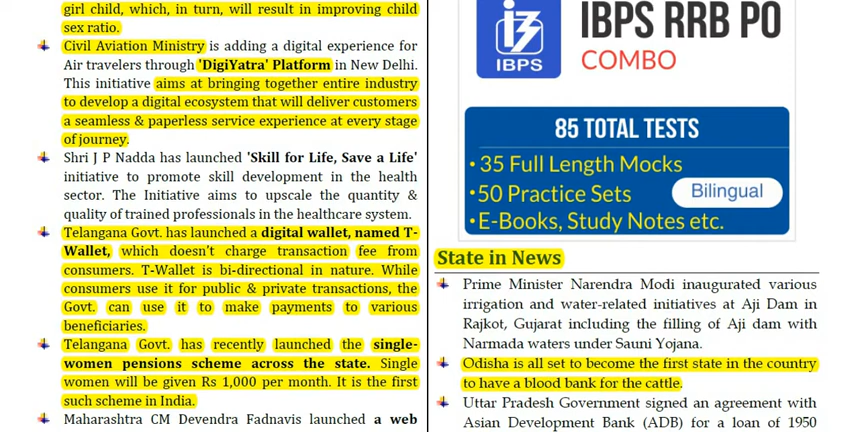 girl child, which, in turn, will result in improving child
sex ratio.
Civil Aviation Ministry is adding a digital experience for
Air travelers through 'DigiYatra' Platform in New Delhi.
This initiative aims at bringing together entire industry
to develop a digital ecosystem that will deliver customers
a seamless & paperless service experience at every stage
of journey.
Shri J P Nadda has launched 'Skill for Life, Save a Life'
initiative to promote skill development in the health
sector. The Initiative aims to upscale the quantity &
quality of trained professionals in the healthcare system.
Telangana Govt. has launched a digital wallet, named T-
Wallet, which doesn't charge transaction fee from
consumers. T-Wallet is bi-directional in nature. While
consumers use it for public & private transactions, the
Govt. can use it to make payments to various
beneficiaries.
Telangana Govt. has recently launched the single-
women pensions scheme across the state. Single
women will be given Rs 1,000 per month. It is the first
such scheme in India.
Maharashtra CM Devendra Fadnavis launched a web
IBPS
IBPS RRB PO
COMBO
85 TOTAL TESTS
• 35 Full Length Mocks
•50 Practice Sets
Bilingual
•E-Books, Study Notes etc.
State in News
Prime Minister Narendra Modi inaugurated various
irrigation and water-related initiatives at Aji Dam in
Rajkot, Gujarat including the filling of Aji dam with
Narmada waters under Sauni Yojana.
Odisha is all set to become the first state in the country
to have a blood bank for the cattle.
Uttar Pradesh Government signed an agreement with
Asian Development Bank (ADB) for a loan of 1950